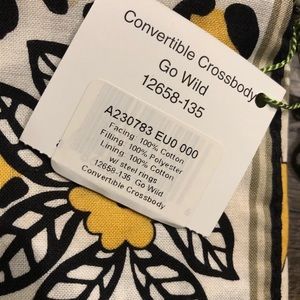 Convertible Crossbody
Go Wild
12658-135
A230783 EU0 000
Facing. 100% Cotton
Filling. 100% Polyester
Lining. 100% Cotton
w/ steel rings
12658-135 Go Wild
Convertible Crossbody